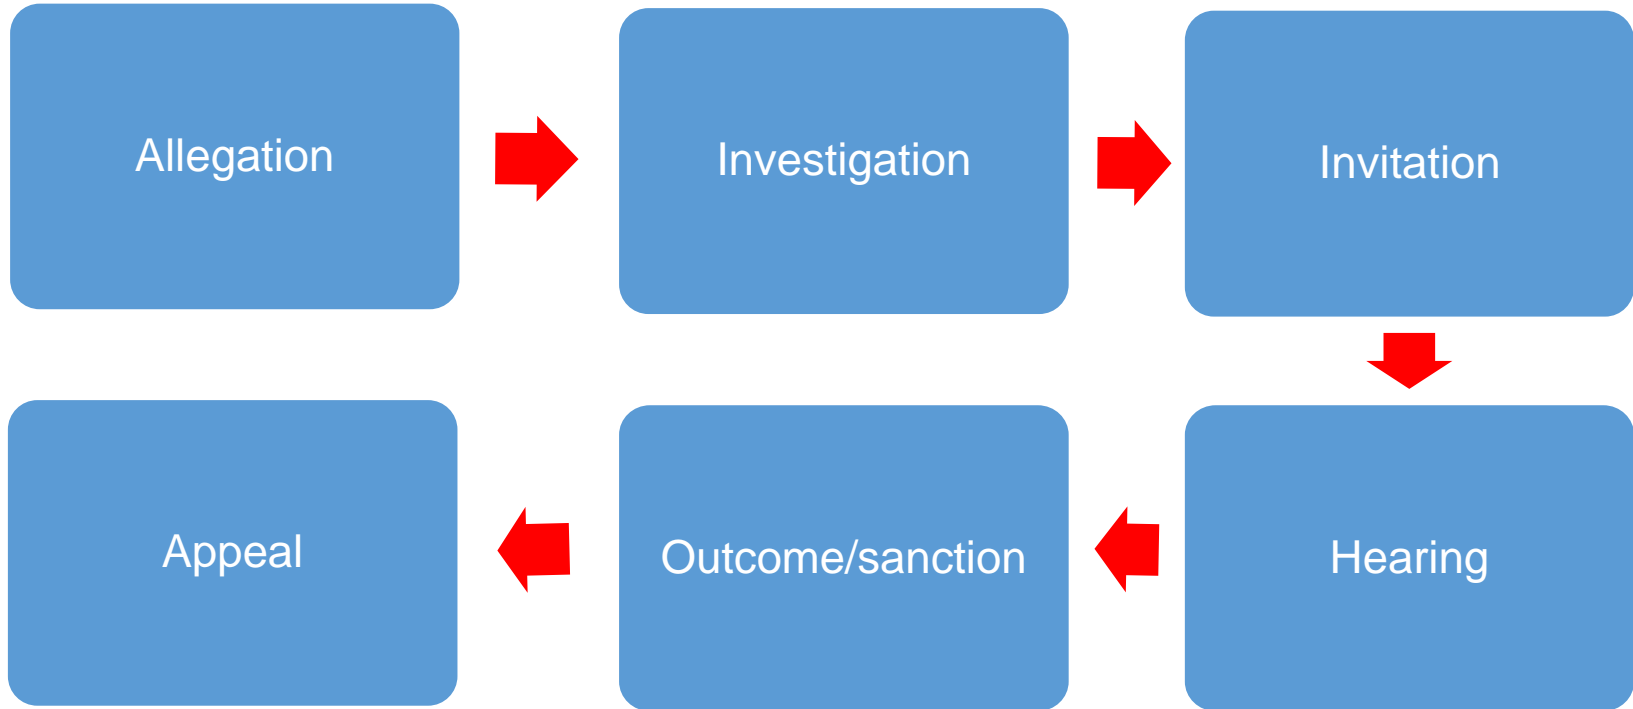 Allegation
Investigation
Invitation
Hearing
Outcome/sanction
Appeal